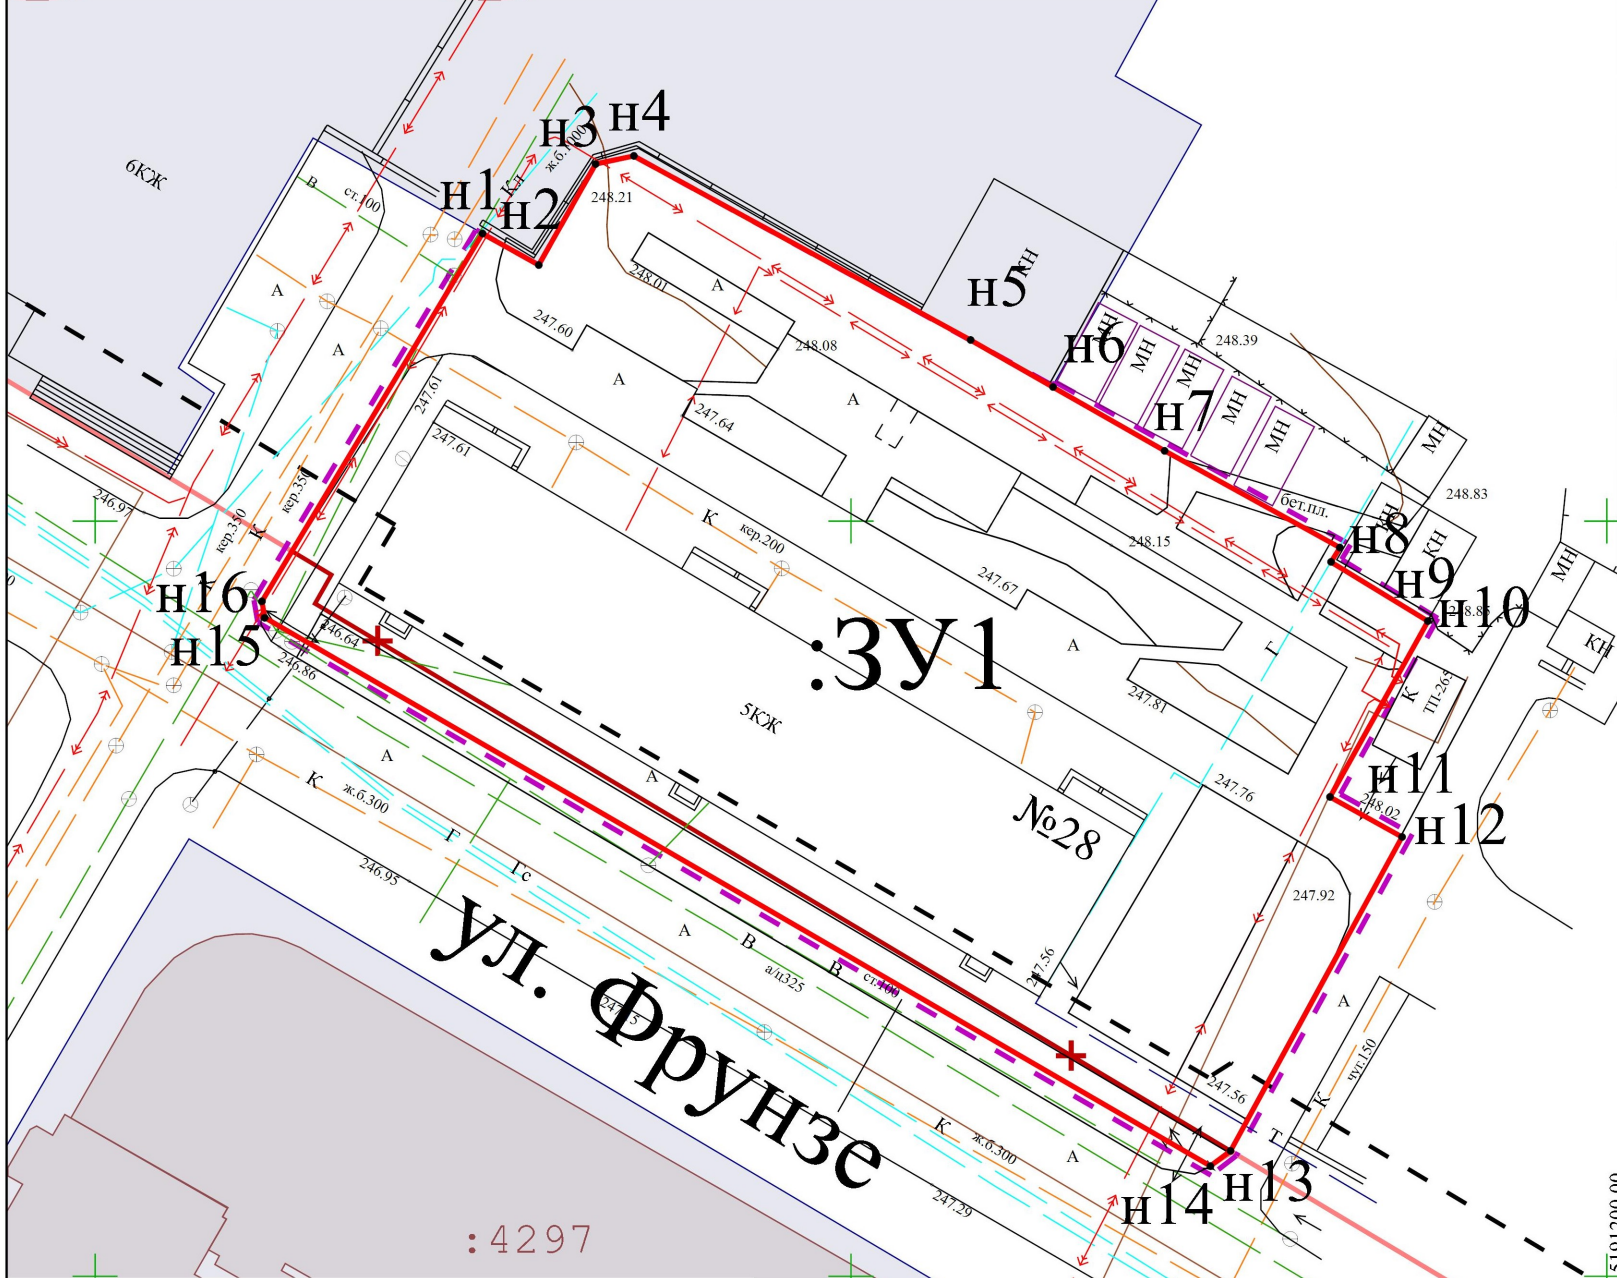 н3
н4
ж.б.1000
6КЖ
В
ст.100
н1
Кл
н2
248.21
А
248.01
А
КН
н5
247.60
248.08
МН
н6
МН
248.39
МН
А
А
247.61
А
МН
н7
МН
247.64
МН
247.61
кер.350
246.97
К
кер.350
К
кер.200
248.15
бет.пл.
248.83
КН
н8
КН
МН
247.67
н9
н16
н10
н15
246.64
246.86
:ЗУ1
А
Г
КН
К
ТП-265
247.81
5КЖ
А
А
К
ж.б.300
247.76
н11
248.02
№28
н12
Г
Гс
246.95
247.92
ул. Фрунзе
А
В
В
а/ц325
ст.100
247.56
А
чуг.150
247.56
К
К
ж.б.300
А
Т
н13
н14
247.29
:4297